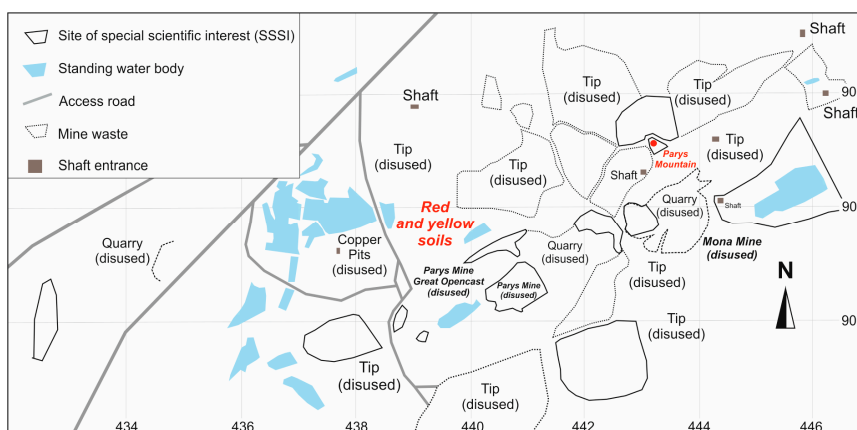 Site of special scientific interest (SSSI)
Standing water body
Access road
Mine waste
Shaft entrance
Shaft
Tip
(disused)
Tip
(disused)
90
Shaft
Shaft
Tip
(disused)
Tip
(disused)
Parys
Mountain
Tip
(disused)
Shaft
Red
and yellow
soils
Quarry
(disused)
Shaft
90
Quarry
(disused)
Copper
Pits
(disused)
Quarry
(disused)
Mona Mine
(disused)
Parys Mine
Great Opencast
(disused)
Parys Mine
(disused)
Tip
(disused)
N
Tip
(disused)
90
Tip
(disused)
Tip
(disused)
434
436
438
440
442
444
446